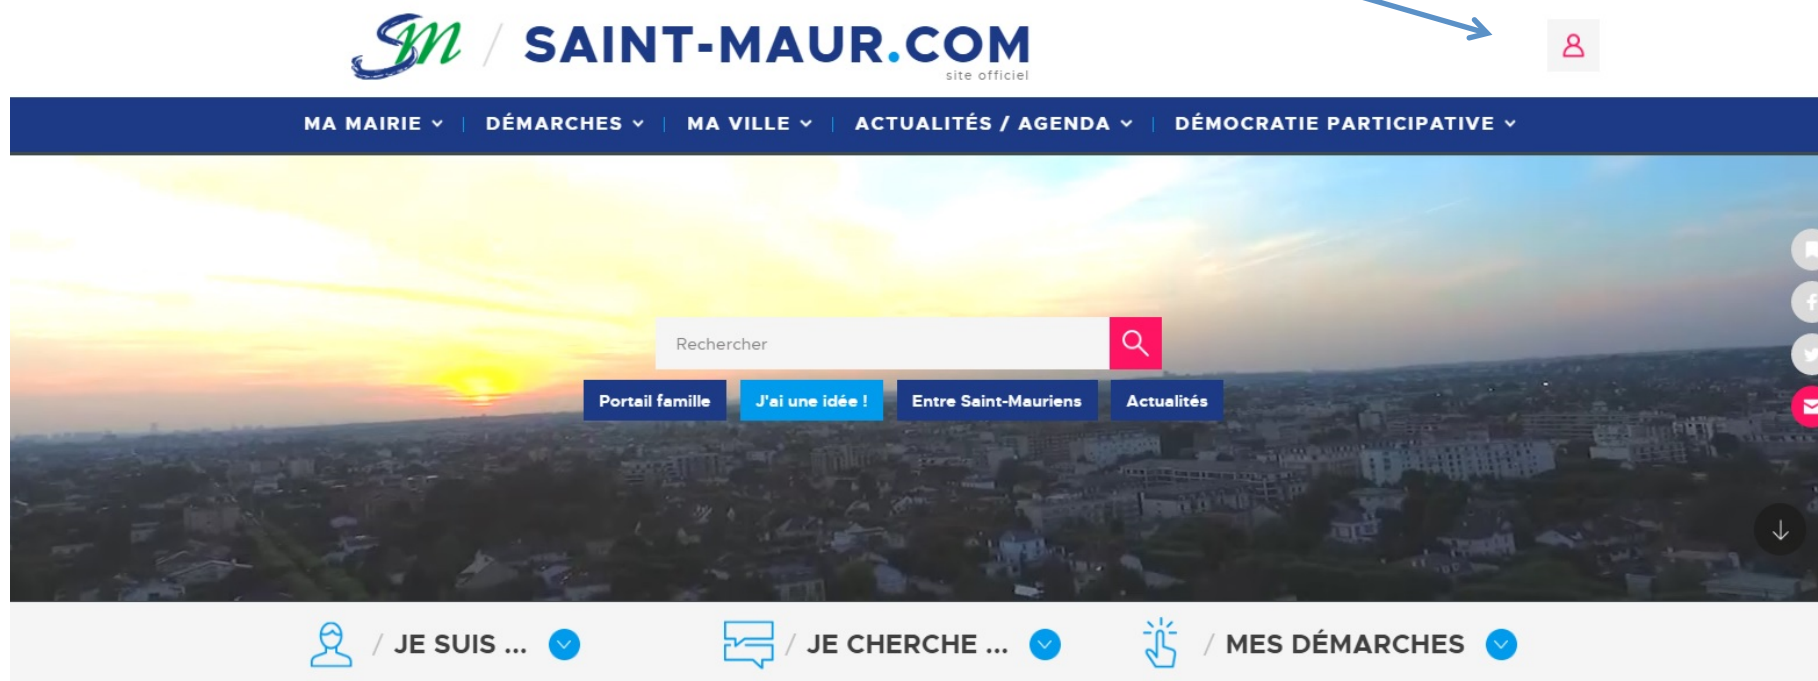 Sm / SAINT-MAUR.COM
site officiel
MA MAIRIE | DÉMARCHES | MA VILLE | ACTUALITÉS / AGENDA | DÉMOCRATIE PARTICIPATIVE
Rechercher
Portail famille J'ai une idée ! Entre Saint-Mauriens Actualités
/ JE SUIS ... / JE CHERCHE ... / MES DÉMARCHES